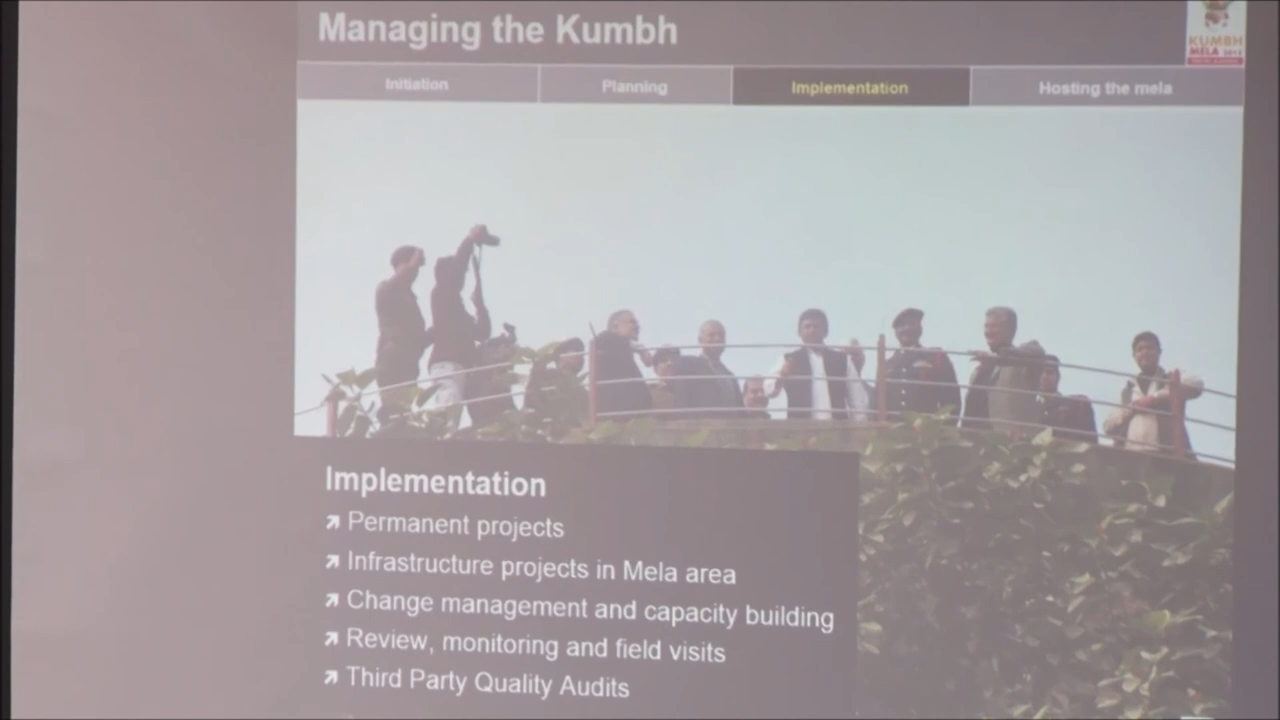 Managing the Kumbh
KUMBH
MELA 2013
Initiation
Planning
Implementation
Hosting the mela
Implementation
Permanent projects
Infrastructure projects in Mela area
Change management and capacity building
Review, monitoring and field visits
Third Party Quality Audits